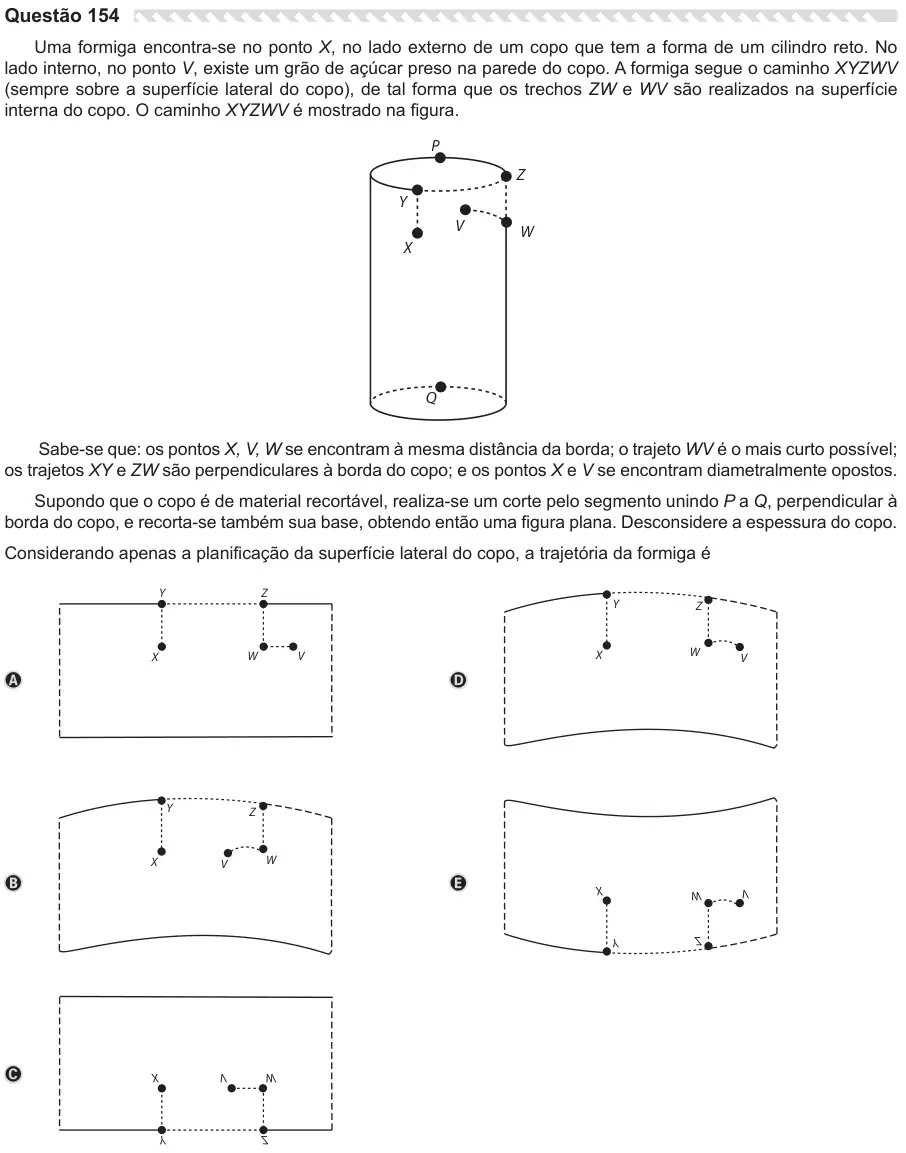 Questão 154
Uma formiga encontra-se no ponto X, no lado externo de um copo que tem a forma de um cilindro reto. No
lado interno, no ponto V, existe um grão de açúcar preso na parede do copo. A formiga segue o caminho XYZWV
(sempre sobre a superfície lateral do copo), de tal forma que os trechos ZW e WV são realizados na superfície
interna do copo. O caminho XYZWV é mostrado na figura.
P
Z
Y
V
W
X
Q
Sabe-se que: os pontos X, V, W se encontram à mesma distância da borda; o trajeto WV é o mais curto possível;
os trajetos XY e ZW são perpendiculares à borda do copo; e os pontos X e V se encontram diametralmente opostos.
Supondo que o copo é de material recortável, realiza-se um corte pelo segmento unindo P a Q, perpendicular à
borda do copo, e recorta-se também sua base, obtendo então uma figura plana. Desconsidere a espessura do copo.
Considerando apenas a planificação da superfície lateral do copo, a trajetória da formiga é
Y Z
X W V
A
Y Z
X W V
D
Y Z
X V W
B
X W V
Y Z
E
X V W
Y Z
C